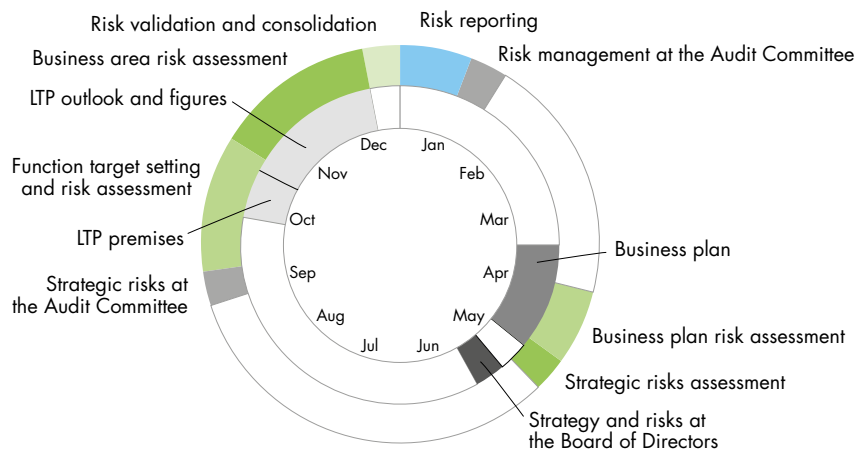 Risk validation and consolidation
Risk reporting
Business area risk assessment
Risk management at the Audit Committee
LTP outlook and figures
Function target setting
and risk assessment
LTP premises
Strategic risks at
the Audit Committee
Business plan
Business plan risk assessment
Strategic risks assessment
Strategy and risks at
the Board of Directors
Jan
Feb
Mar
Apr
May
Jun
Jul
Aug
Sep
Oct
Nov
Dec